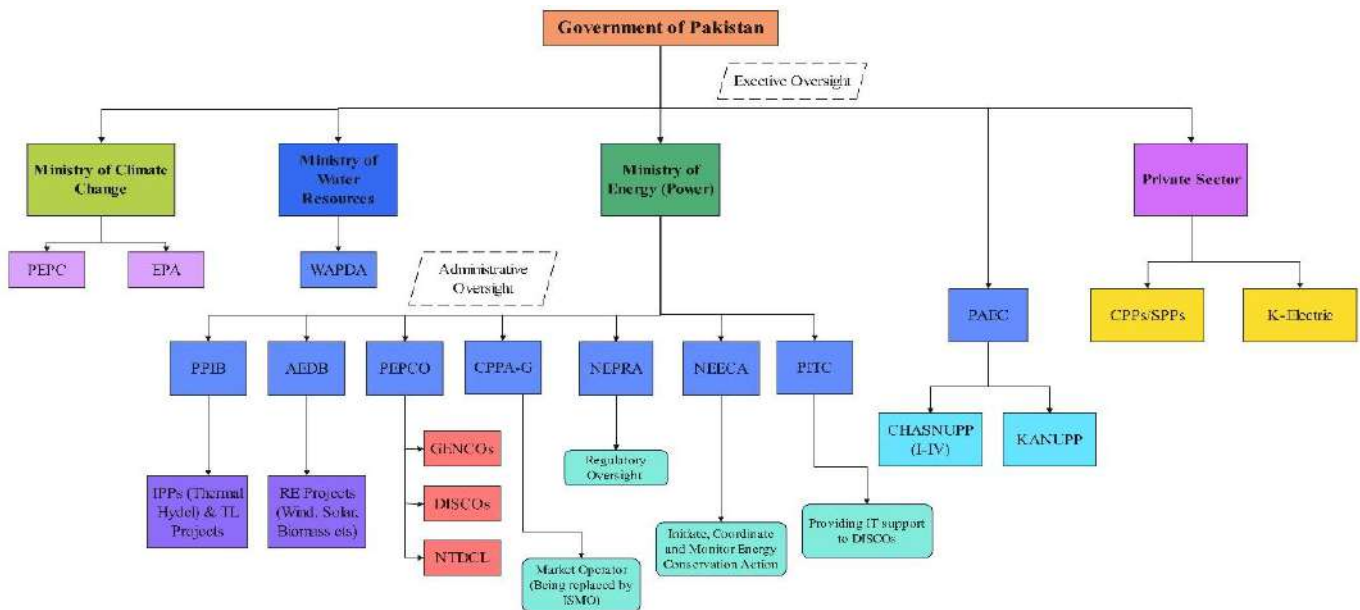 Government of Pakistan
Exective Oversight
Ministry of Climate
Change
Ministry of
Water
Resources
Ministry of
Energy (Power)
Private Sector
PEPC
EPA
WAPDA
Administrative
Oversight
PAEC
CPPs/SPPs
K-Electric
PPIB
AEDB
PEPCO
CPPA-G
NEPRA
NEECA
PITC
CHASNUPP
(I-IV)
KANUPP
GENCOs
DISCOs
NTDCL
Regulatory
Oversight
IPPs (Thermal
Hydel) & TL
Projects
RE Projects
(Wind, Solar,
Biomass ets)
Initiate, Coordinate
and Monitor Energy
Conservation Action
Providing IT support
to DISCOs
Market Operator
(Being replaced by
ISMO)